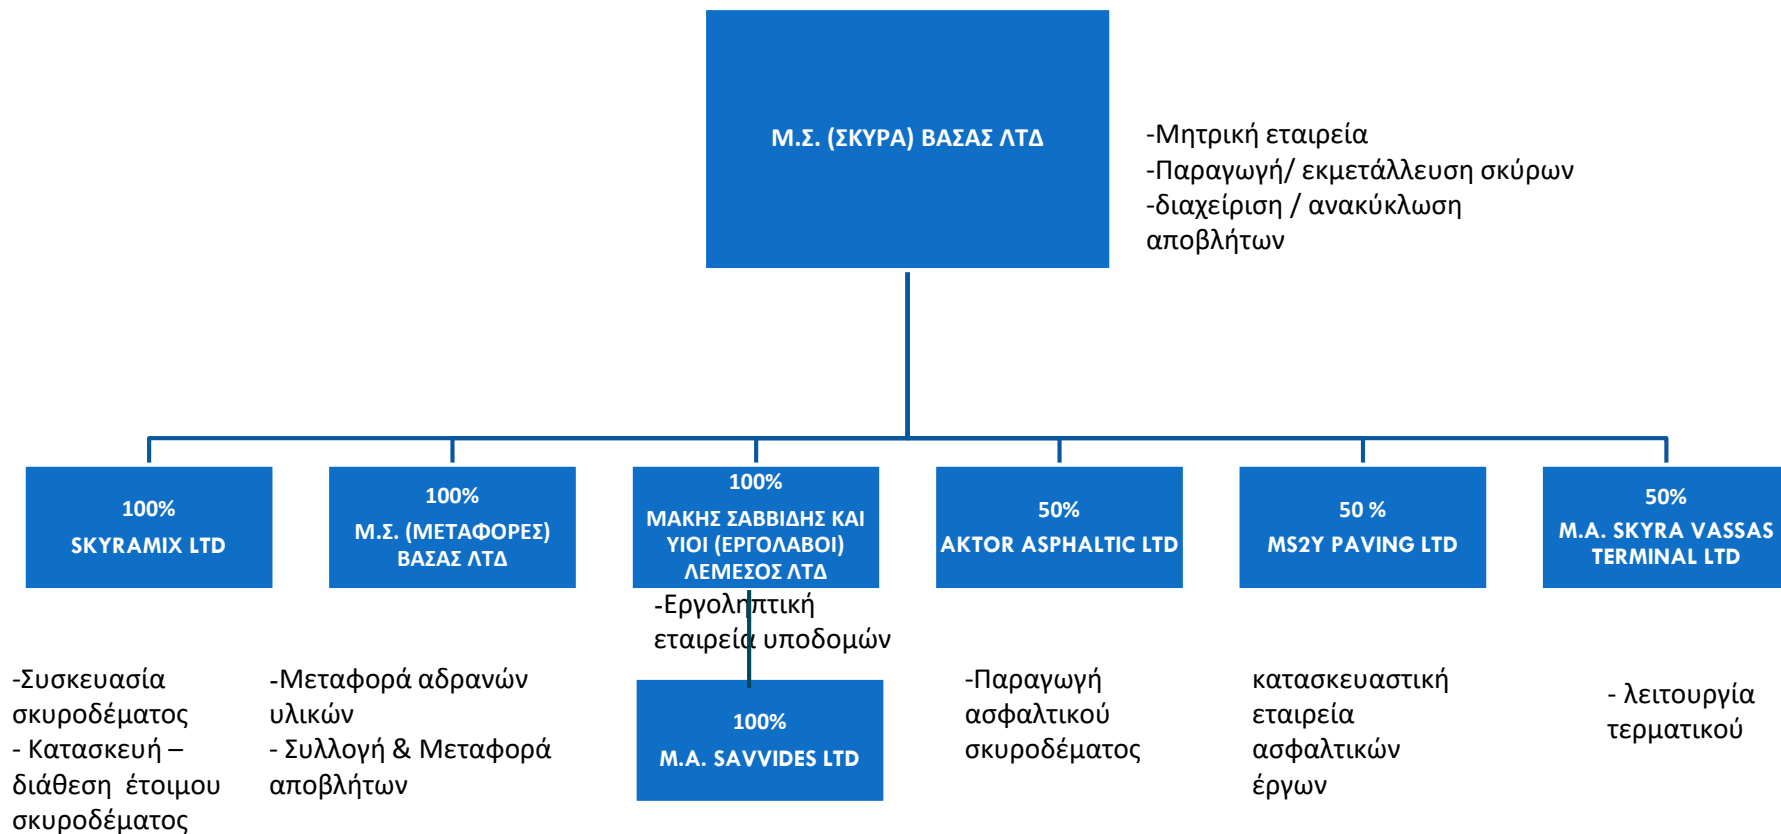 Μ.Σ. (ΣΚΥΡΑ) ΒΑΣΑΣ ΛΤΔ
-Μητρική εταιρεία
-Παραγωγή/ εκμετάλλευση σκύρων
-διαχείριση / ανακύκλωση
αποβλήτων
100%
SKYRAMIX LTD
100%
Μ.Σ. (ΜΕΤΑΦΟΡΕΣ)
ΒΑΣΑΣ ΛΤΔ
100%
ΜΑΚΗΣ ΣΑΒΒΙΔΗΣ ΚΑΙ
ΥΙΟΙ (ΕΡΓΟΛΑΒΟΙ)
ΛΕΜΕΣΟΣ ΛΤΔ
50%
AKTOR ASPHALTIC LTD
50 %
MS2Y PAVING LTD
50%
M.A. SKYRA VASSAS
TERMINAL LTD
-Συσκευασία
σκυροδέματος
- Κατασκευή –
διάθεση έτοιμου
σκυροδέματος
-Μεταφορά αδρανών
υλικών
- Συλλογή & Μεταφορά
αποβλήτων
-Εργοληπτική
εταιρεία υποδομών
100%
M.A. SAVVIDES LTD
-Παραγωγή
ασφαλτικού
σκυροδέματος
κατασκευαστική
εταιρεία
ασφαλτικών
έργων
- λειτουργία
τερματικού